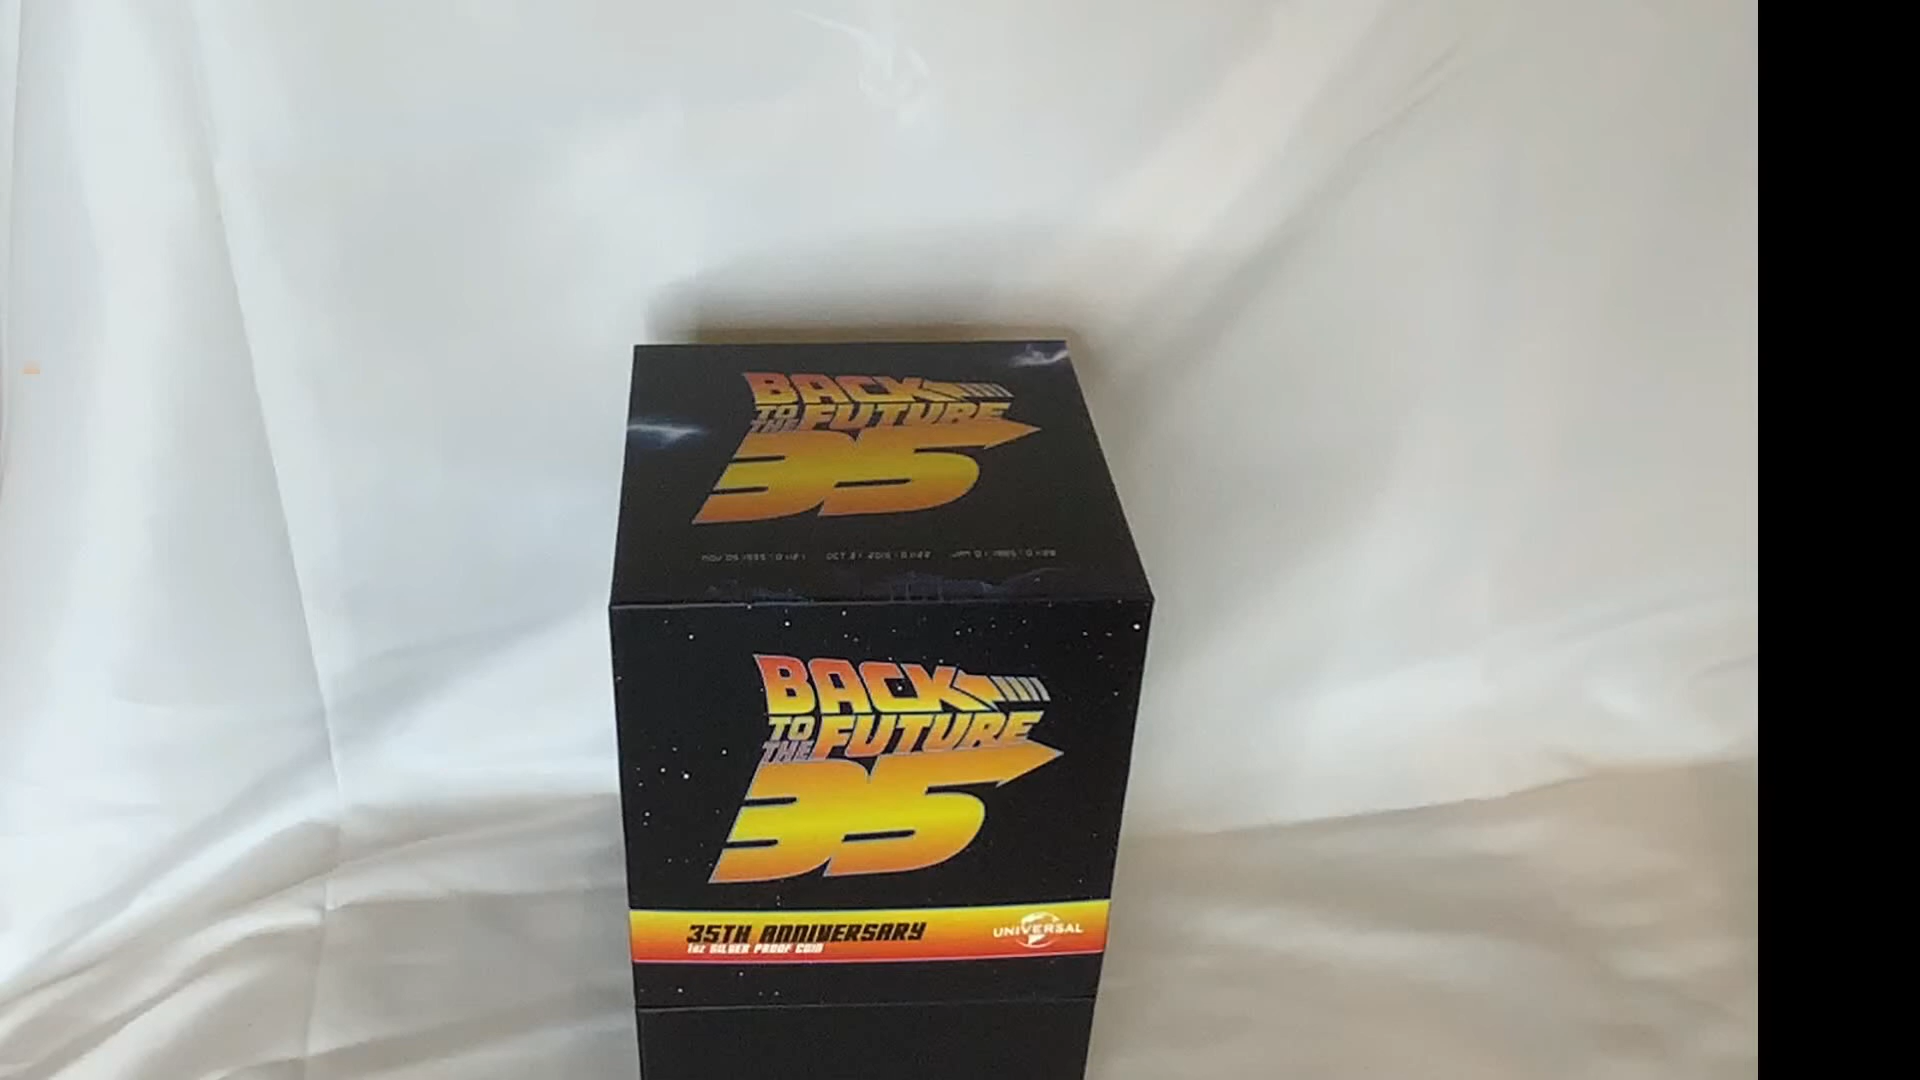 BACK
TO
THE FUTURE
35
BACK
TO
THE FUTURE
35
35TH ANNIVERSARY
1oz SILVER PROOF COIN
UNIVERSAL